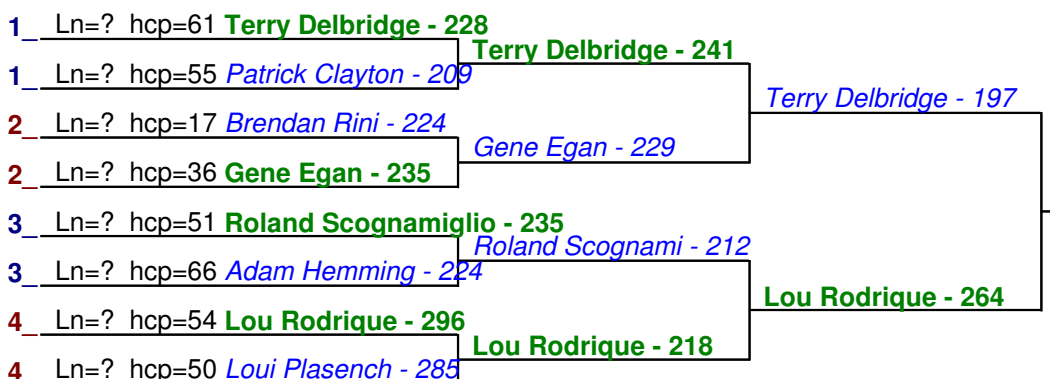 1_ Ln=? hcp=61 Terry Delbridge - 228
Terry Delbridge - 241
1_ Ln=? hcp=55 Patrick Clayton - 209
Terry Delbridge - 197
2_ Ln=? hcp=17 Brendan Rini - 224
Gene Egan - 229
2_ Ln=? hcp=36 Gene Egan - 235
3_ Ln=? hcp=51 Roland Scognamiglio - 235
Roland Scognami - 212
3_ Ln=? hcp=66 Adam Hemming - 224
Lou Rodrique - 264
4_ Ln=? hcp=54 Lou Rodrique - 296
Lou Rodrique - 218
4 Ln=? hcp=50 Loui Plasench - 285